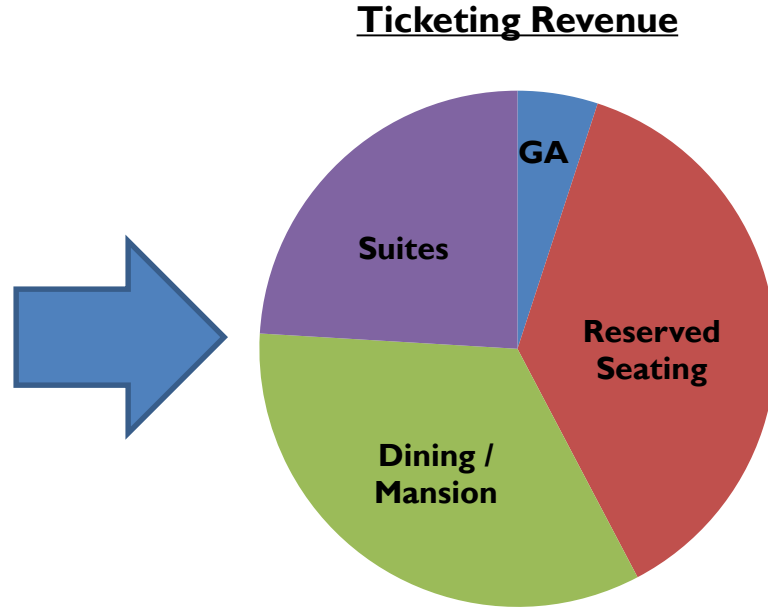 Ticketing Revenue
GA
Suites
Reserved
Seating
Dining /
Mansion